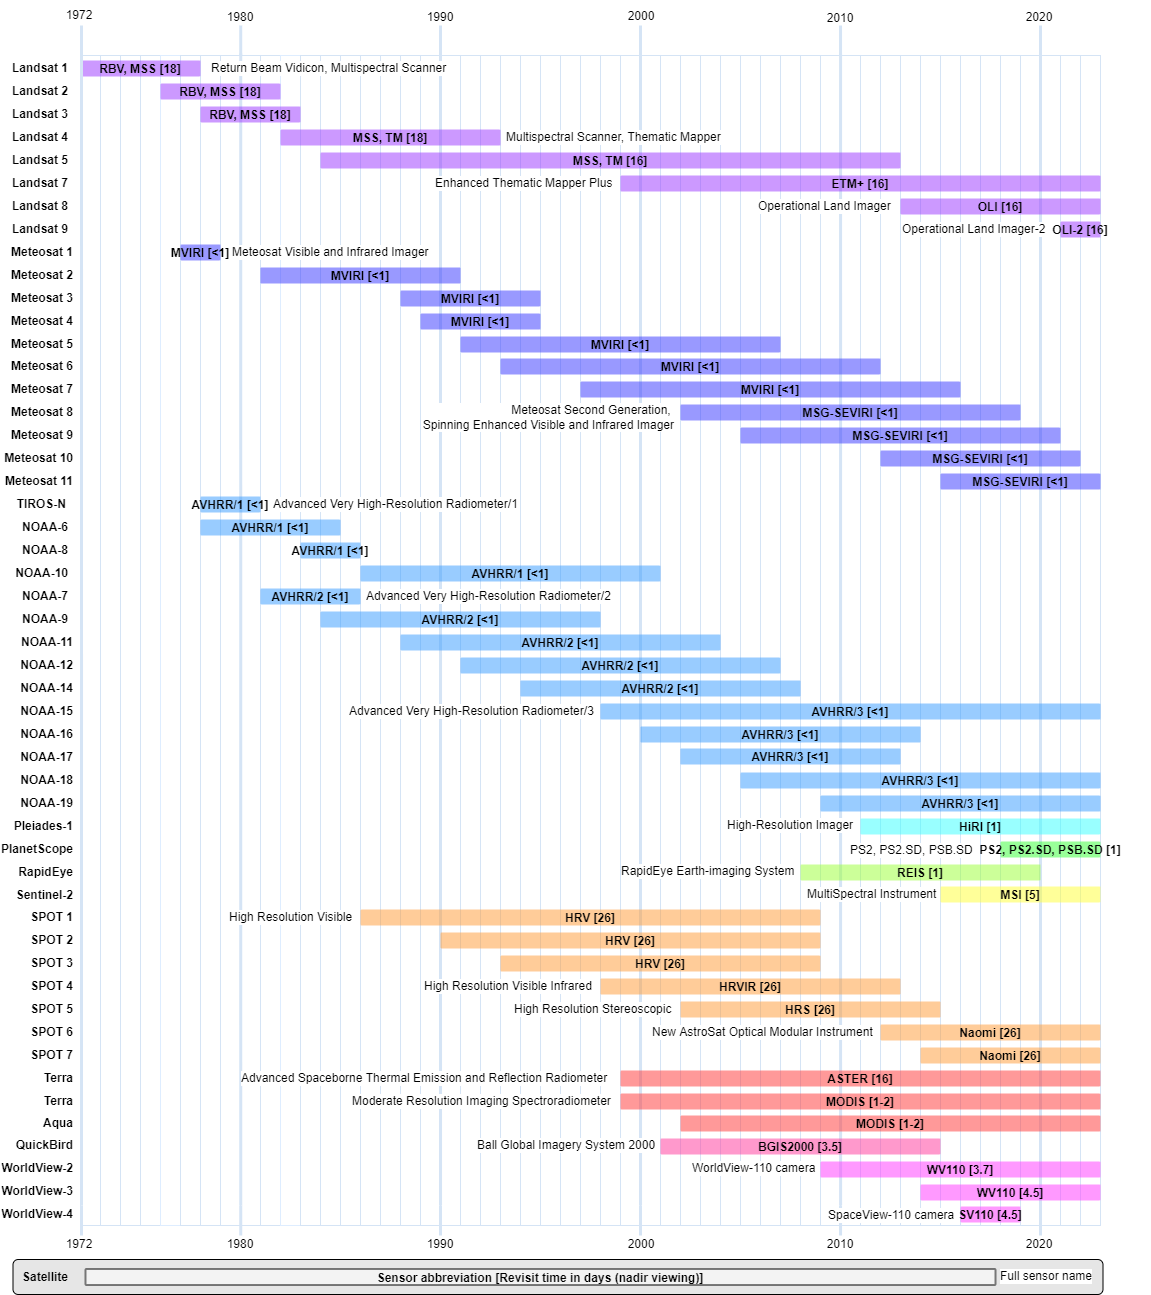 1972 1980 1990 2000 2010 2020
Landsat 1 RBV, MSS [18] Return Beam Vidicon, Multispectral Scanner
Landsat 2 RBV, MSS [18]
Landsat 3 RBV, MSS [18]
Landsat 4 MSS, TM [18] Multispectral Scanner, Thematic Mapper
Landsat 5 MSS, TM [16]
Landsat 7 Enhanced Thematic Mapper Plus ETM+ [16]
Landsat 8 Operational Land Imager OLI [16]
Landsat 9 Operational Land Imager-2 OLI-2 [16]
Meteosat 1 MVIRI [<1] Meteosat Visible and Infrared Imager
Meteosat 2 MVIRI [<1]
Meteosat 3 MVIRI [<1]
Meteosat 4 MVIRI [<1]
Meteosat 5 MVIRI [<1]
Meteosat 6 MVIRI [<1]
Meteosat 7 MVIRI [<1]
Meteosat 8 Meteosat Second Generation, MSG-SEVIRI [<1]
Spinning Enhanced Visible and Infrared Imager
Meteosat 9 MSG-SEVIRI [<1]
Meteosat 10 MSG-SEVIRI [<1]
Meteosat 11 MSG-SEVIRI [<1]
TIROS-N AVHRR/1 [<1] Advanced Very High-Resolution Radiometer/1
NOAA-6 AVHRR/1 [<1]
NOAA-8 AVHRR/1 [<1]
NOAA-10 AVHRR/1 [<1]
NOAA-7 AVHRR/2 [<1] Advanced Very High-Resolution Radiometer/2
NOAA-9 AVHRR/2 [<1]
NOAA-11 AVHRR/2 [<1]
NOAA-12 AVHRR/2 [<1]
NOAA-14 AVHRR/2 [<1]
NOAA-15 Advanced Very High-Resolution Radiometer/3 AVHRR/3 [<1]
NOAA-16 AVHRR/3 [<1]
NOAA-17 AVHRR/3 [<1]
NOAA-18 AVHRR/3 [<1]
NOAA-19 AVHRR/3 [<1]
Pleiades-1 High-Resolution Imager HiRI [1]
PlanetScope PS2, PS2.SD, PSB.SD PS2, PS2.SD, PSB.SD [1]
RapidEye RapidEye Earth-imaging System REIS [1]
Sentinel-2 MultiSpectral Instrument MSI [5]
SPOT 1 High Resolution Visible HRV [26]
SPOT 2 HRV [26]
SPOT 3 HRV [26]
SPOT 4 High Resolution Visible Infrared HRVIR [26]
SPOT 5 High Resolution Stereoscopic HRS [26]
SPOT 6 New AstroSat Optical Modular Instrument Naomi [26]
SPOT 7 Naomi [26]
Terra Advanced Spaceborne Thermal Emission and Reflection Radiometer ASTER [16]
Terra Moderate Resolution Imaging Spectroradiometer MODIS [1-2]
Aqua MODIS [1-2]
QuickBird Ball Global Imagery System 2000 BGIS2000 [3.5]
WorldView-2 WorldView-110 camera WV110 [3.7]
WorldView-3 WV110 [4.5]
WorldView-4 SpaceView-110 camera SV110 [4.5]
1972 1980 1990 2000 2010 2020
Satellite Sensor abbreviation [Revisit time in days (nadir viewing)] Full sensor name